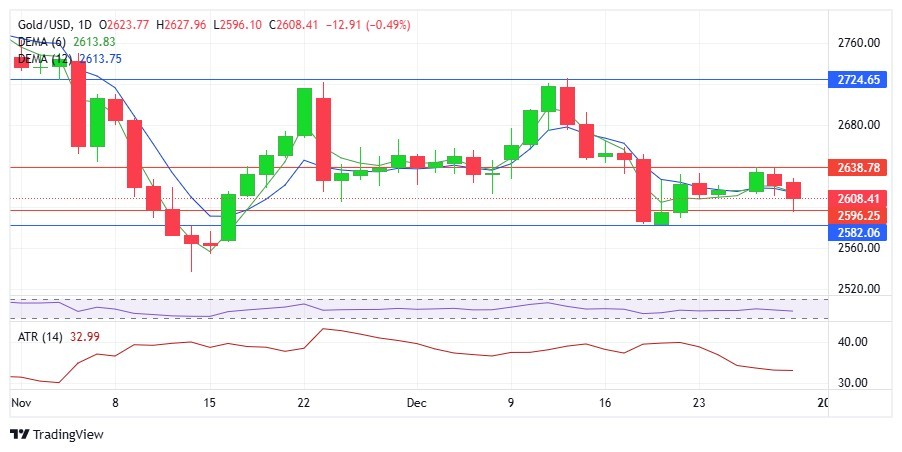 Gold/USD, 1D O2623.77 H2627.96 L2596.10 C2608.41 −12.91 (−0.49%)
DEMA (6) 2613.83
DEMA (12) 2613.75
2760.00
2724.65
2680.00
2638.78
2608.41
2596.25
2582.06
2560.00
2520.00
ATR (14) 32.99
40.00
30.00
Nov 8 15 22 Dec 9 16 23 20
TradingView